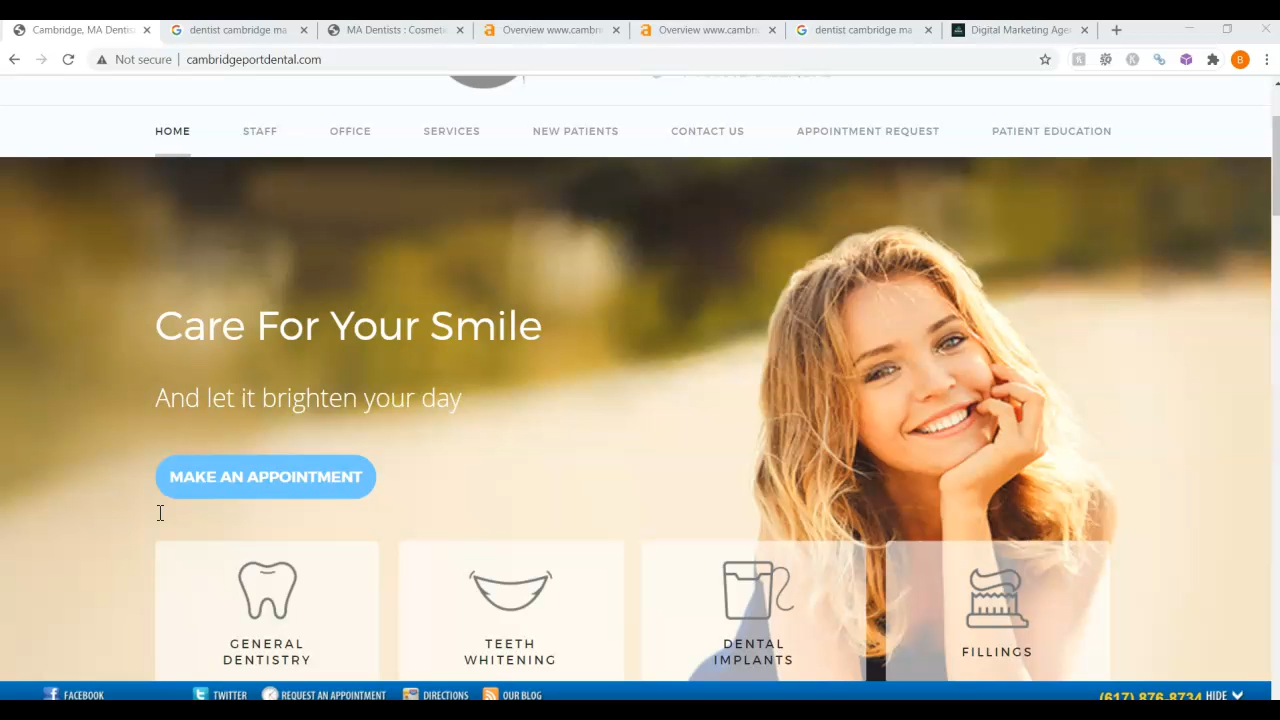 Cambridge, MA Dentis
dentist cambridge ma
MA Dentists : Cosmeti
Overview www.cambri
Overview www.cambri
dentist cambridge ma
Digital Marketing Age
Not secure
cambridgeportdental.com
B
HOME
STAFF
OFFICE
SERVICES
NEW PATIENTS
CONTACT US
APPOINTMENT REQUEST
PATIENT EDUCATION
Care For Your Smile
And let it brighten your day
MAKE AN APPOINTMENT
GENERAL
DENTISTRY
TEETH
WHITENING
DENTAL
IMPLANTS
FILLINGS
FACEBOOK
TWITTER
REQUEST AN APPOINTMENT
DIRECTIONS
OUR BLOG
(617) 876-8734
HIDE